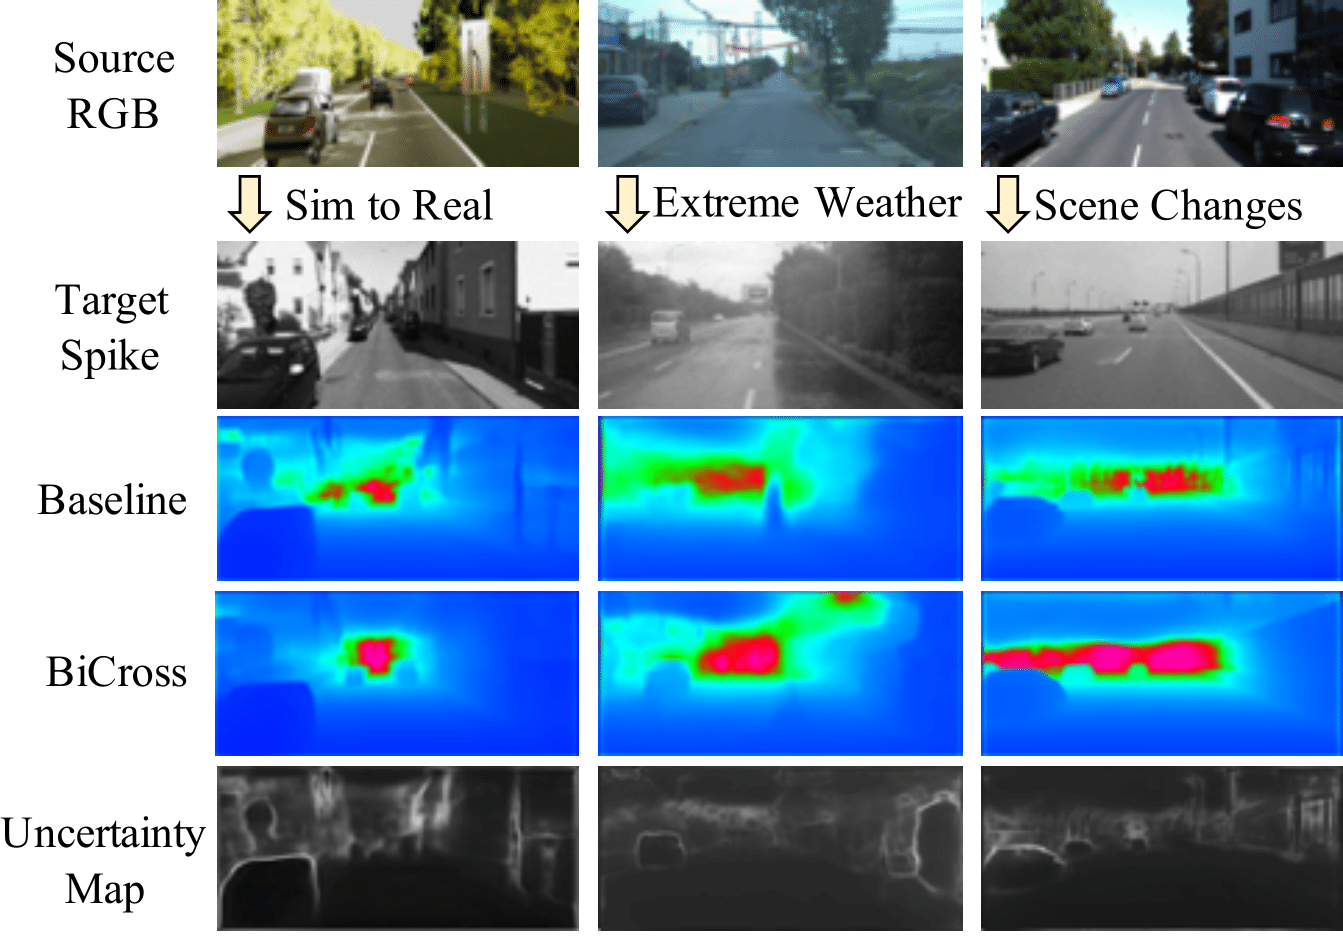 Source
RGB
Sim to Real
Extreme Weather
Scene Changes
Target
Spike
Baseline
BiCross
Uncertainty
Map